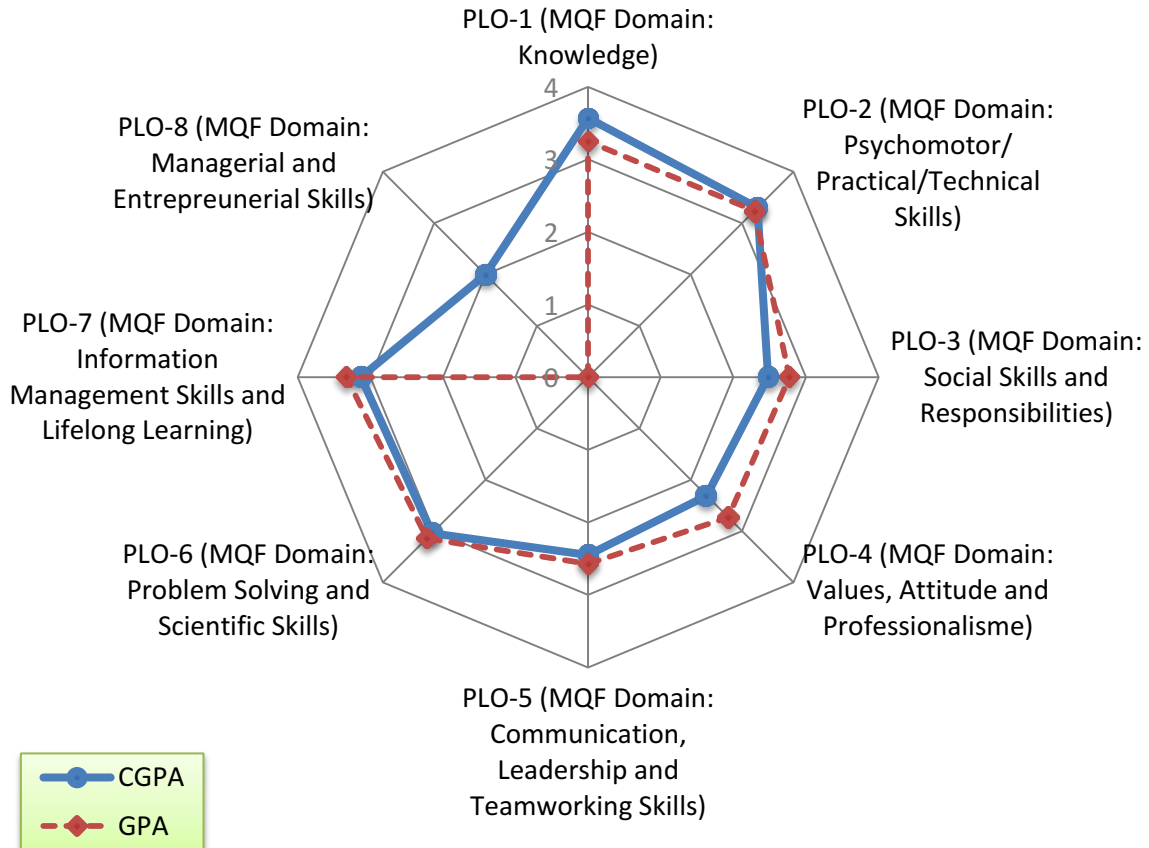 PLO-1 (MQF Domain:
Knowledge)
PLO-2 (MQF Domain:
Psychomotor/
Practical/Technical
Skills)
PLO-3 (MQF Domain:
Social Skills and
Responsibilities)
PLO-4 (MQF Domain:
Values, Attitude and
Professionalisme)
PLO-5 (MQF Domain:
Communication,
Leadership and
Teamworking Skills)
PLO-6 (MQF Domain:
Problem Solving and
Scientific Skills)
PLO-7 (MQF Domain:
Information
Management Skills and
Lifelong Learning)
PLO-8 (MQF Domain:
Managerial and
Entrepreunerial Skills)
4
3
2
1
0
CGPA
GPA